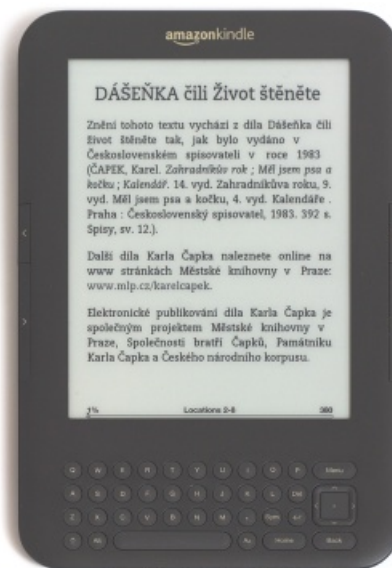 amazonkindle
DÁŠEŇKA čili Život štěněte
Znění tohoto textu vychází z díla Dášeňka čili
život štěněte tak, jak bylo vydáno v
Československém spisovateli v roce 1983
(ČAPEK, Karel. Zahradníkův rok ; Měl jsem psa a
kočku ; Kalendář. 14. vyd. Zahradníkova roku, 9.
vyd. Měl jsem psa a kočku, 4. vyd. Kalendáře .
Praha : Československý spisovatel, 1983. 392 s.
Spisy, sv. 12.).
Další díla Karla Čapka naleznete online na
www stránkách Městské knihovny v Praze:
www.mlp.cz/karelcapek.
Elektronické publikování díla Karla Čapka je
společným projektem Městské knihovny v
Praze, Společnosti bratří Čapků, Památníku
Karla Čapka a Českého národního korpusu.
1% Locations 2-8 380
Q W E R T Y U I O P Menu
A S D F G H J K L Del
Z X C V B N M . Sym
Alt Aa Home Back